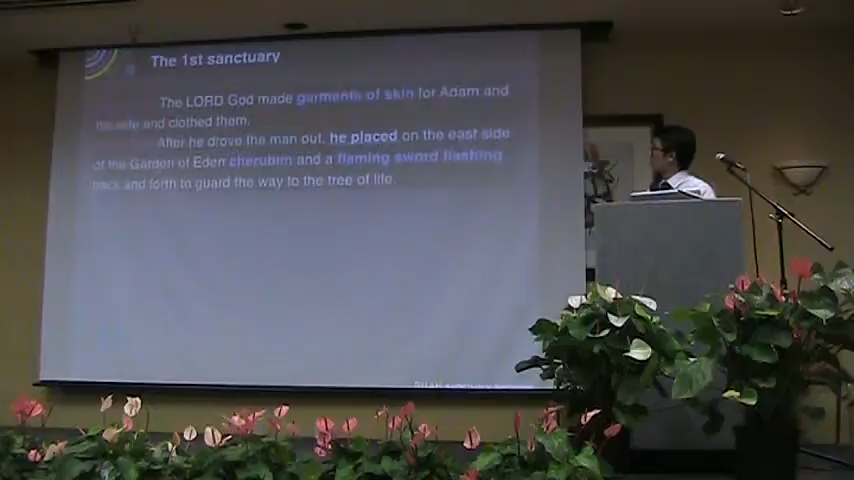 The 1st sanctuary
The LORD God made garments of skin for Adam and
his wife and clothed them.
After he drove the man out, he placed on the east side
of the Garden of Eden cherubim and a flaming sword flashing
back and forth to guard the way to the tree of life.